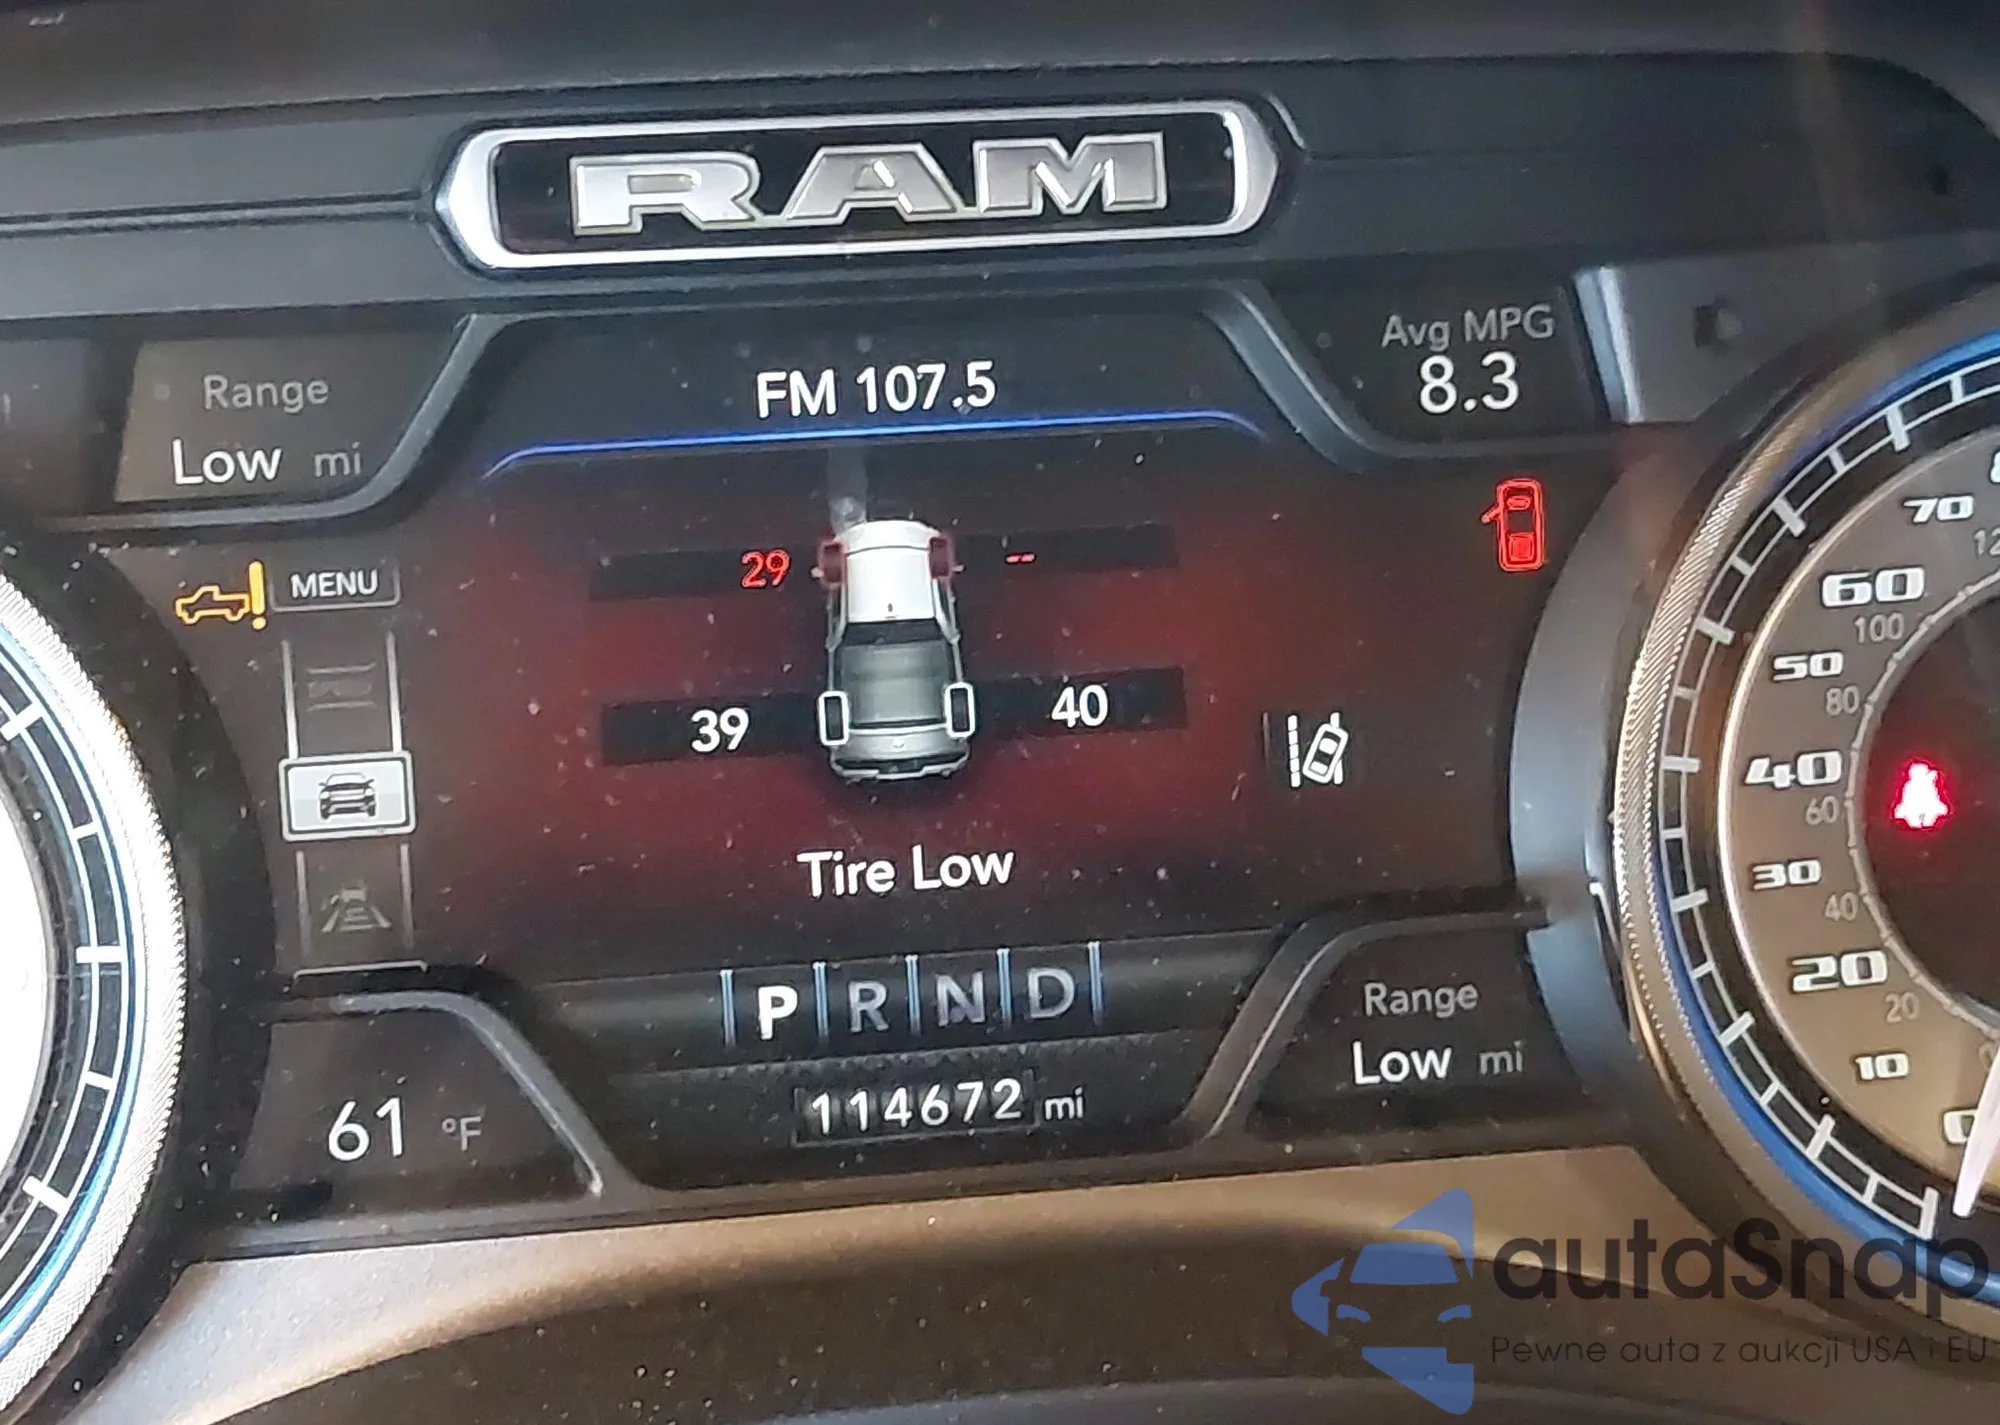 RAM
FM 107.5
Avg MPG
8.3
Range
Low mi
MENU
29
--
39
40
Tire Low
P R N D
114672 mi
61 °F
Range
Low mi
70
60
100
50
80
40
60
30
40
20
20
10
0
autaSnap
Pewne auta z aukcji USA i EU